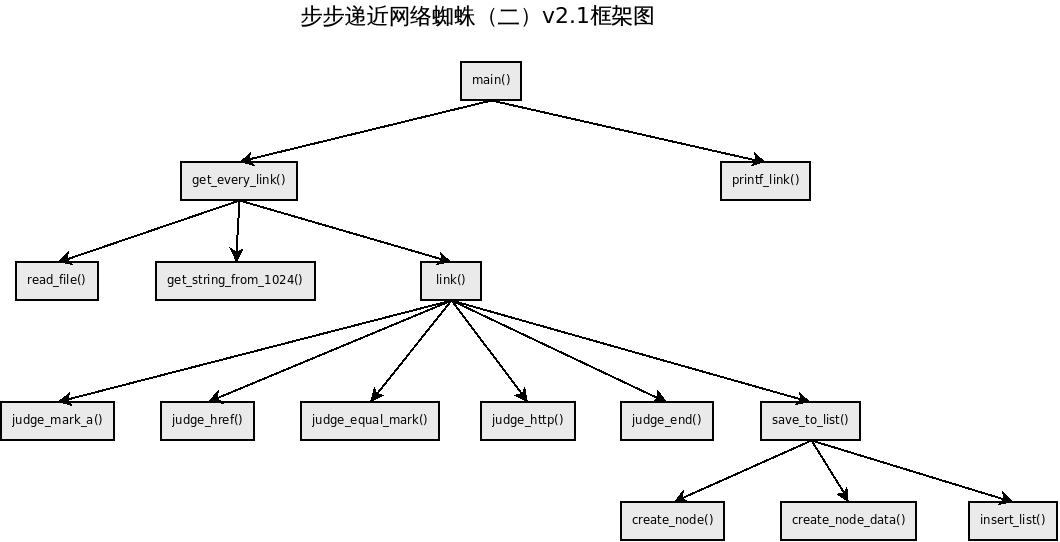 步步递近网络蜘蛛（二）v2.1框架图
main()
get_every_link()
printf_link()
read_file()
get_string_from_1024()
link()
judge_mark_a()
judge_href()
judge_equal_mark()
judge_http()
judge_end()
save_to_list()
create_node()
create_node_data()
insert_list()